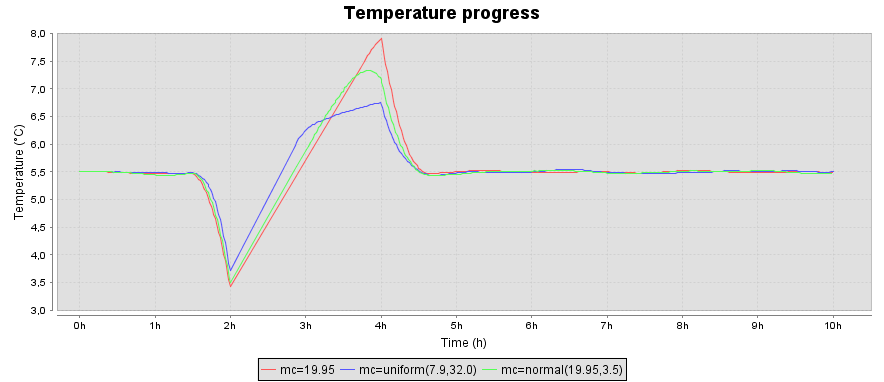 Temperature progress
8,0
7,5
7,0
6,5
6,0
5,5
5,0
4,5
4,0
3,5
3,0
Temperature (°C)
0h 1h 2h 3h 4h 5h 6h 7h 8h 9h 10h
Time (h)
mc=19.95 mc=uniform(7.9,32.0) mc=normal(19.95,3.5)